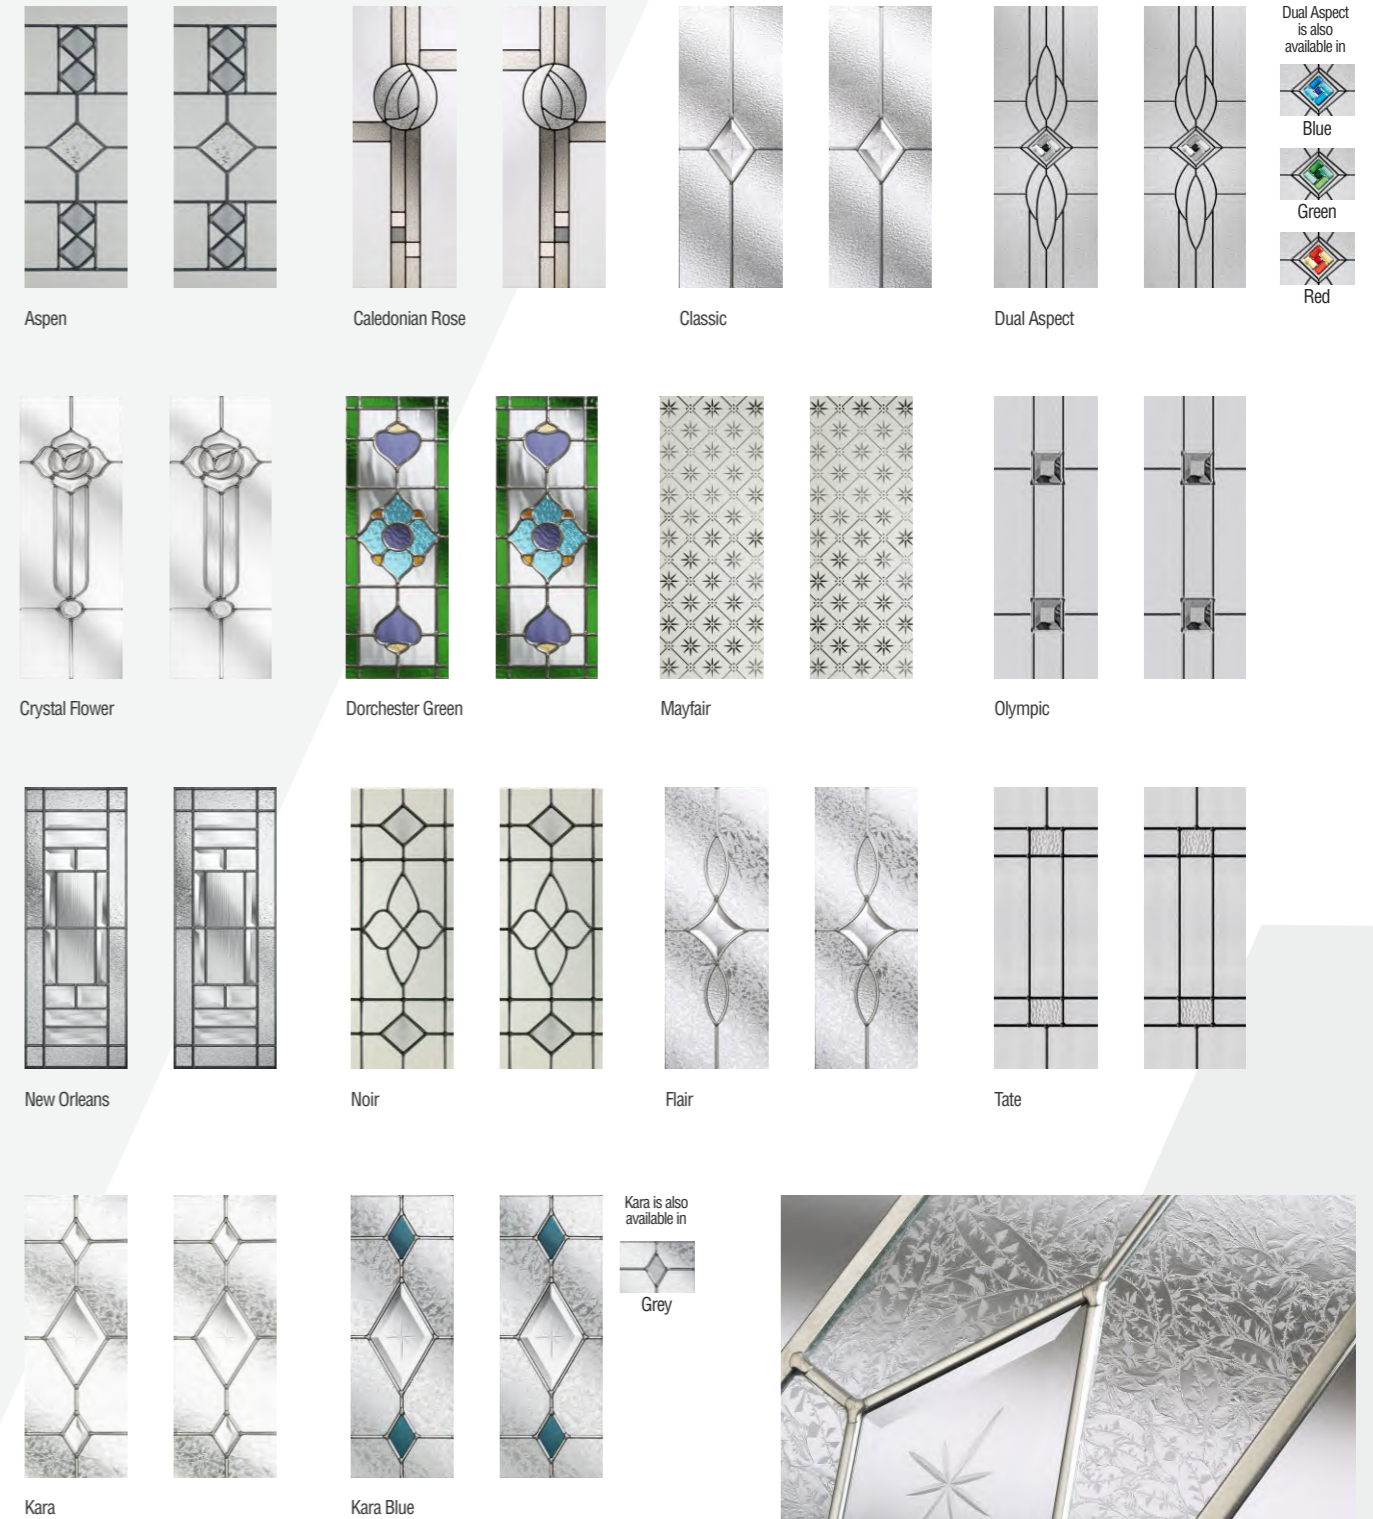 Dual Aspect
is also
available in
Blue
Green
Red
Aspen
Caledonian Rose
Classic
Dual Aspect
Crystal Flower
Dorchester Green
Mayfair
Olympic
New Orleans
Noir
Flair
Tate
Kara is also
available in
Grey
Kara
Kara Blue